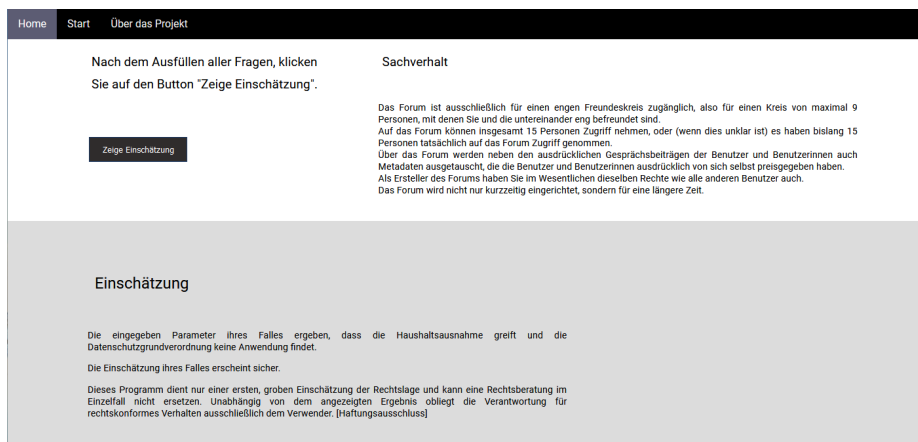 Home Start Über das Projekt
Nach dem Ausfüllen aller Fragen, klicken
Sie auf den Button "Zeige Einschätzung".
Zeige Einschätzung
Sachverhalt
Das Forum ist ausschließlich für einen engen Freundeskreis zugänglich, also für einen Kreis von maximal 9
Personen, mit denen Sie und die untereinander eng befreundet sind.
Auf das Forum können insgesamt 15 Personen Zugriff nehmen, oder (wenn dies unklar ist) es haben bislang 15
Personen tatsächlich auf das Forum Zugriff genommen.
Über das Forum werden neben den ausdrücklichen Gesprächsbeiträgen der Benutzer und Benutzerinnen auch
Metadaten ausgetauscht, die die Benutzer und Benutzerinnen ausdrücklich von sich selbst preisgegeben haben.
Als Ersteller des Forums haben Sie im Wesentlichen dieselben Rechte wie alle anderen Benutzer auch.
Das Forum wird nicht nur kurzzeitig eingerichtet, sondern für eine längere Zeit.
Einschätzung
Die eingegeben Parameter ihres Falles ergeben, dass die Haushaltsausnahme greift und die
Datenschutzgrundverordnung keine Anwendung findet.
Die Einschätzung ihres Falles erscheint sicher.
Dieses Programm dient nur einer ersten, groben Einschätzung der Rechtslage und kann eine Rechtsberatung im
Einzelfall nicht ersetzen. Unabhängig von dem angezeigten Ergebnis obliegt die Verantwortung für
rechtskonformes Verhalten ausschließlich dem Verwender. [Haftungsausschluss]